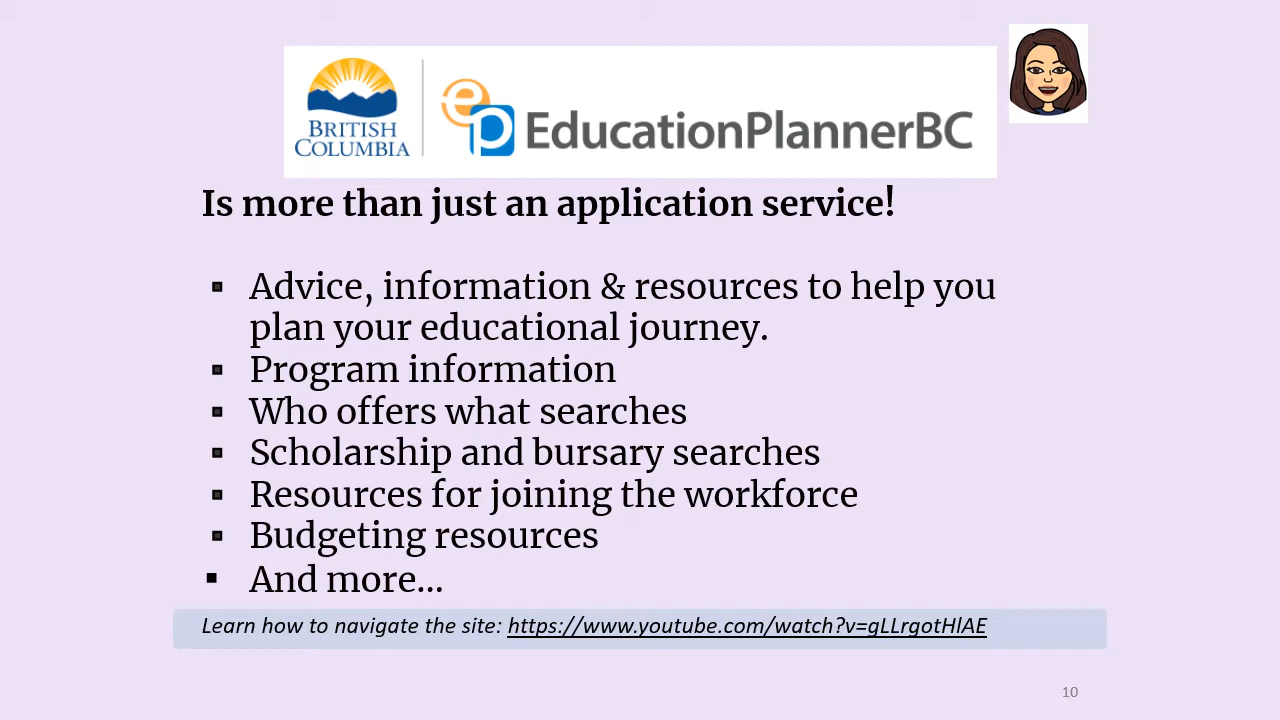 BRITISH
COLUMBIA
ep EducationPlannerBC
Is more than just an application service!
▪ Advice, information & resources to help you
plan your educational journey.
▪ Program information
▪ Who offers what searches
▪ Scholarship and bursary searches
▪ Resources for joining the workforce
▪ Budgeting resources
▪ And more...
Learn how to navigate the site: https://www.youtube.com/watch?v=gLLrgotHlAE
10